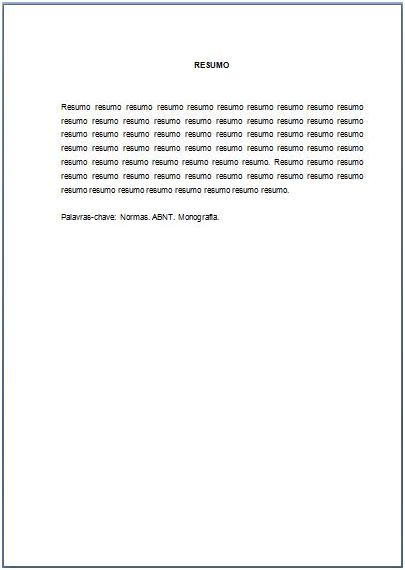 RESUMO
Resumo resumo resumo resumo resumo resumo resumo resumo resumo resumo
resumo resumo resumo resumo resumo resumo resumo resumo resumo resumo
resumo resumo resumo resumo resumo resumo resumo resumo resumo resumo
resumo resumo resumo resumo resumo resumo resumo resumo resumo resumo
resumo resumo resumo resumo resumo resumo resumo. Resumo resumo resumo
resumo resumo resumo resumo resumo resumo resumo resumo resumo resumo
resumo resumo resumo resumo resumo resumo resumo resumo.
Palavras-chave: Normas. ABNT. Monografia.